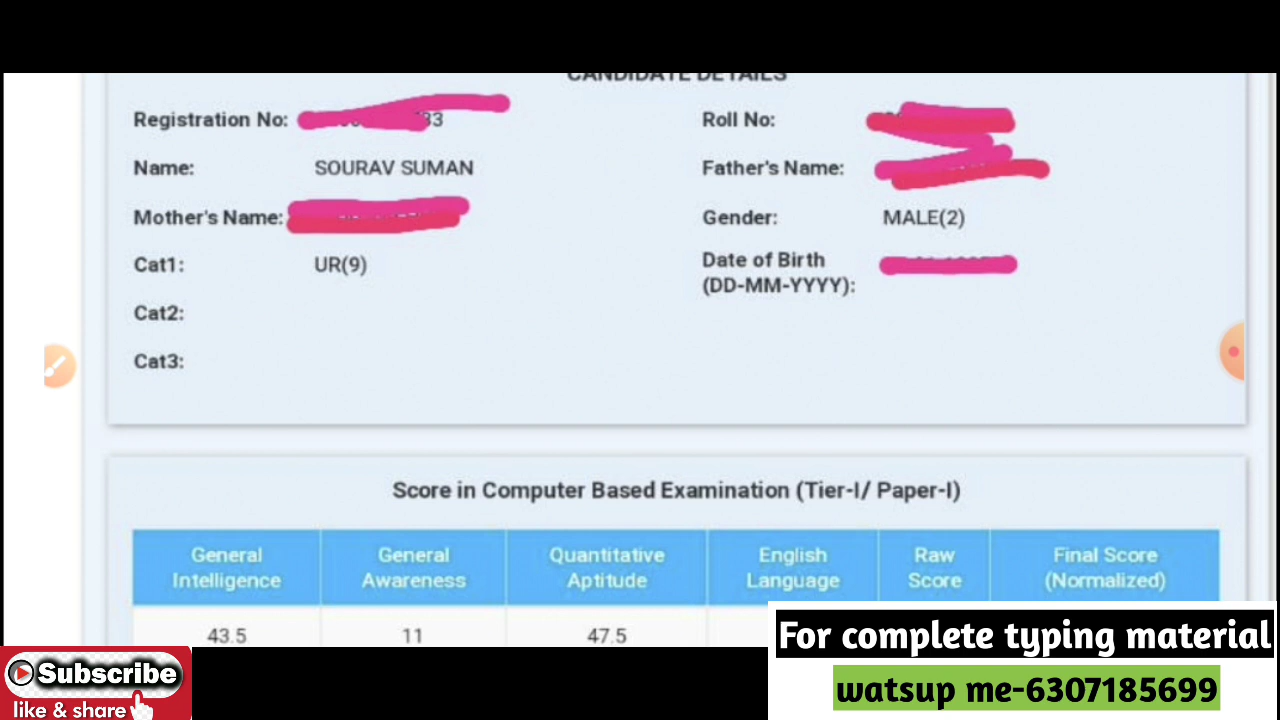 CANDIDATE DETAILS
Registration No: 33
Roll No:
Name: SOURAV SUMAN
Father's Name:
Mother's Name:
Gender: MALE(2)
Cat1: UR(9)
Date of Birth
(DD-MM-YYYY):
Cat2:
Cat3:
Score in Computer Based Examination (Tier-I/ Paper-I)
General Intelligence
General Awareness
Quantitative Aptitude
English Language
Raw Score
Final Score (Normalized)
43.5 11 47.5
For complete typing material
watsup me-6307185699
Subscribe
like & share